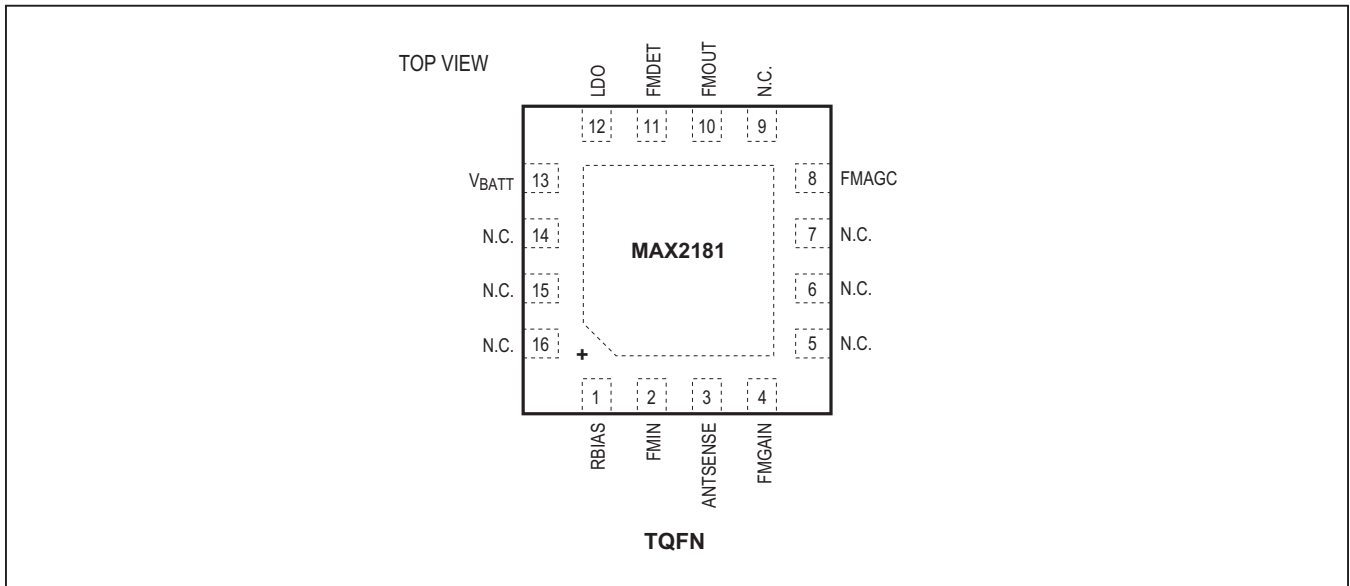 TOP VIEW
LDO
FMDET
FMOUT
N.C.
12
11
10
9
VBATT 13
8 FMAGC
N.C. 14
7 N.C.
MAX2181
N.C. 15
6 N.C.
N.C. 16
5 N.C.
+
1
2
3
4
RBIAS
FMIN
ANTSENSE
FMGAIN
TQFN